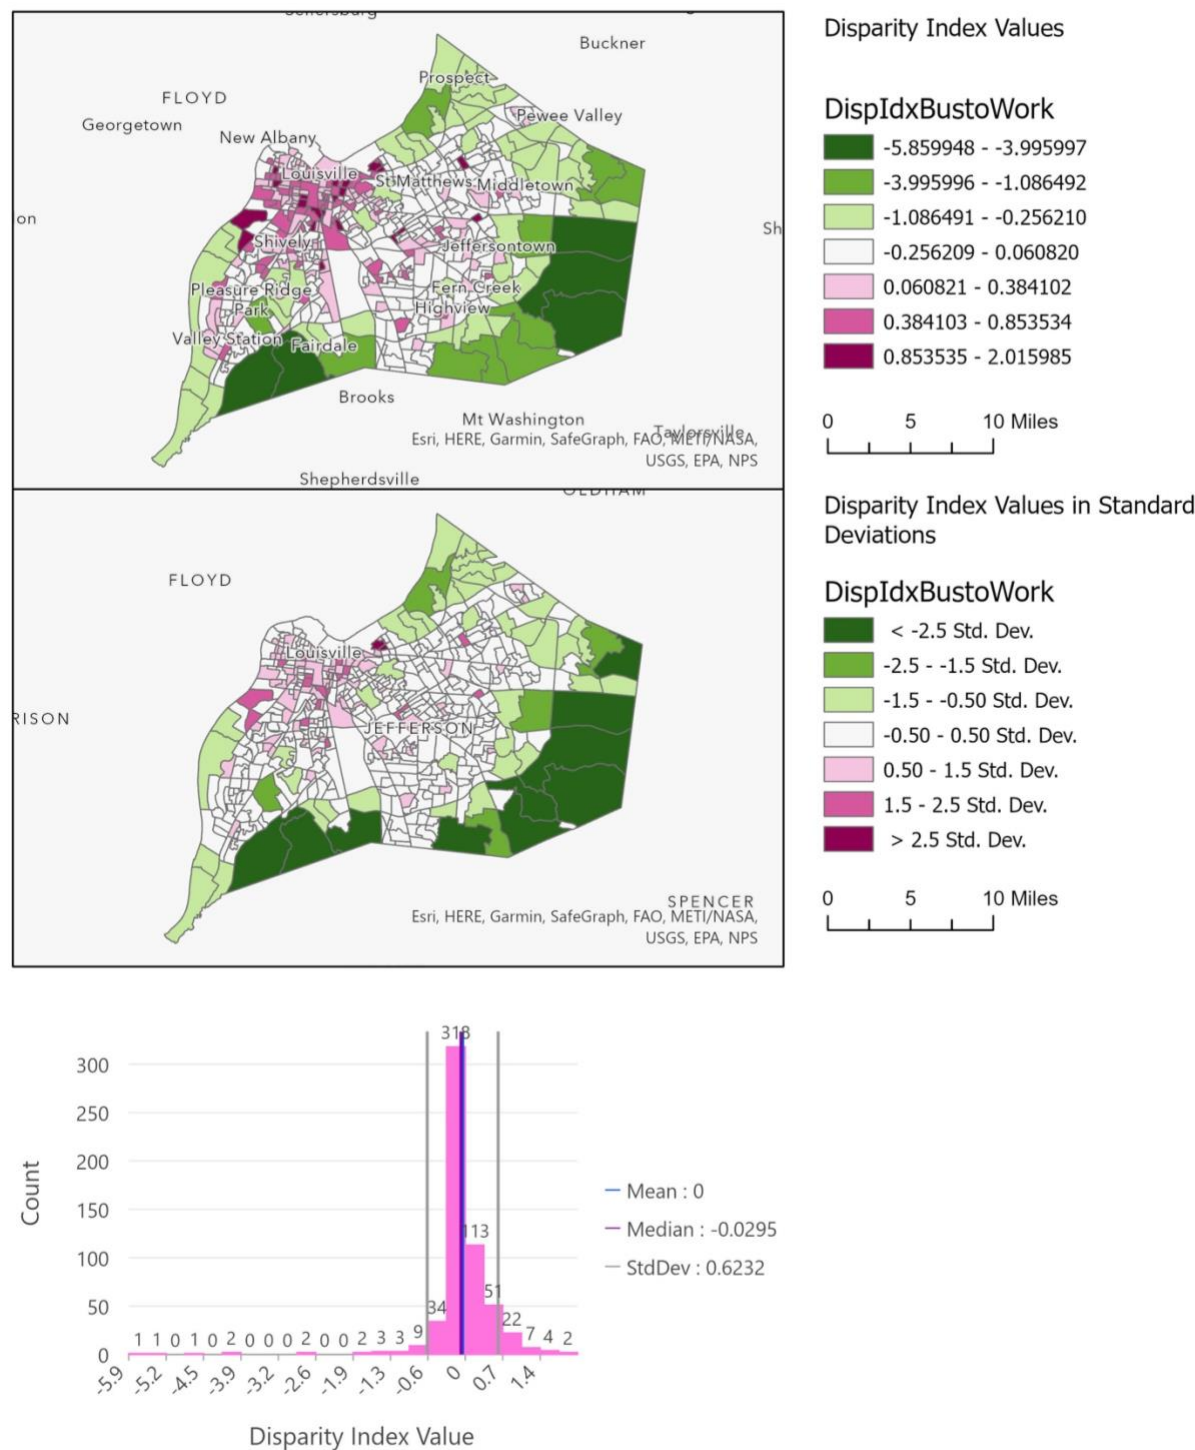 Buckner
Prospect
FLOYD
Georgetown
Pewee Valley
New Albany
Louisville
St Matthews
Middletown
on
Sh
Shively
Jeffersontown
Pleasure Ridge
Park
Fern Creek
Highview
Valley Station
Fairdale
Brooks
Mt Washington
Taylorsville
Esri, HERE, Garmin, SafeGraph, FAO, METI/NASA,
USGS, EPA, NPS
Shepherdsville
Disparity Index Values
DispIdxBustoWork
-5.859948 - -3.995997
-3.995996 - -1.086492
-1.086491 - -0.256210
-0.256209 - 0.060820
0.060821 - 0.384102
0.384103 - 0.853534
0.853535 - 2.015985
0 5 10 Miles
OLDHAM
FLOYD
Louisville
RISON
JEFFERSON
SPENCER
Esri, HERE, Garmin, SafeGraph, FAO, METI/NASA,
USGS, EPA, NPS
Disparity Index Values in Standard
Deviations
DispIdxBustoWork
< -2.5 Std. Dev.
-2.5 - -1.5 Std. Dev.
-1.5 - -0.50 Std. Dev.
-0.50 - 0.50 Std. Dev.
0.50 - 1.5 Std. Dev.
1.5 - 2.5 Std. Dev.
> 2.5 Std. Dev.
0 5 10 Miles
Count
300
250
200
150
100
50
0
1 1 0 1 0 2 0 0 0 2 0 0 2 3 3 9 34 318 113 51 22 7 4 2
-5.9 -5.2 -4.5 -3.9 -3.2 -2.6 -1.9 -1.3 -0.6 0 0.7 1.4
Disparity Index Value
Mean : 0
Median : -0.0295
StdDev : 0.6232